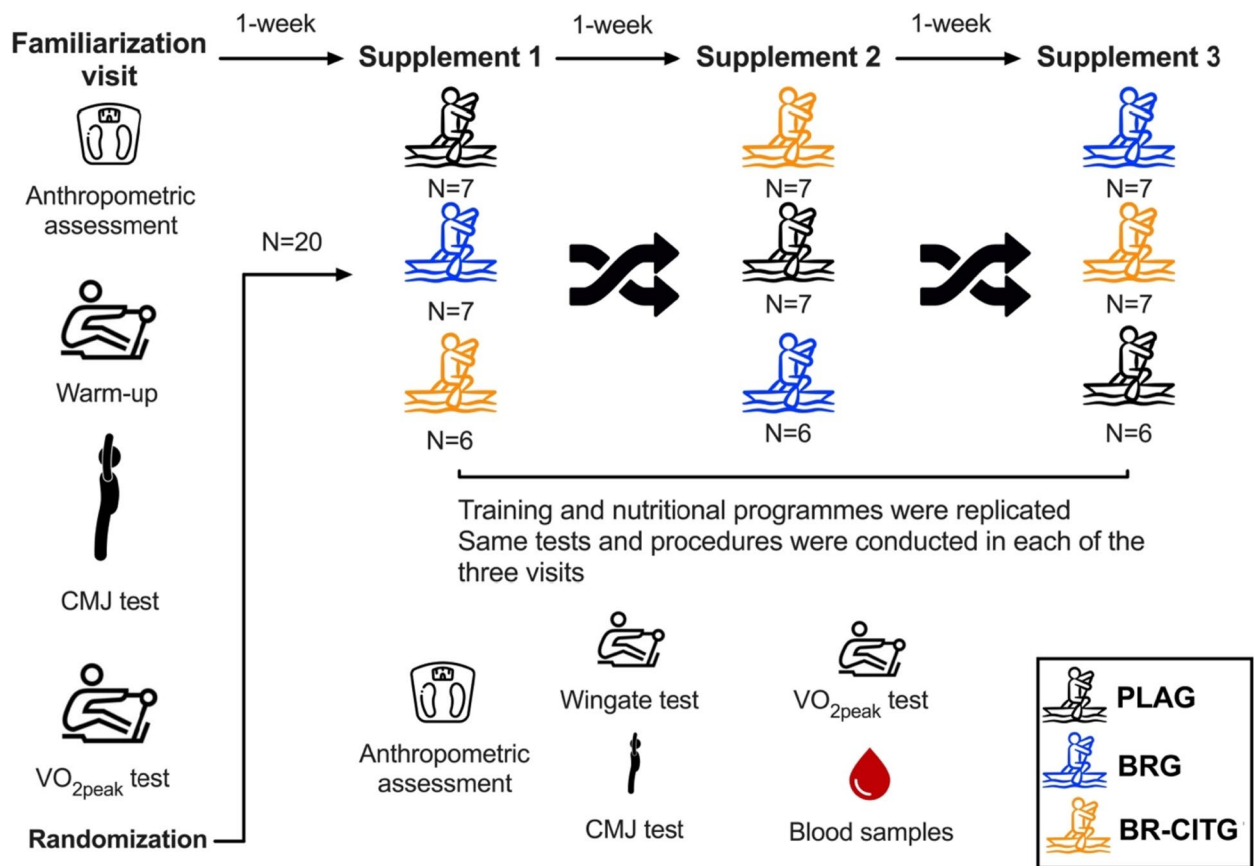 Familiarization
visit
1-week
Supplement 1
1-week
Supplement 2
1-week
Supplement 3
Anthropometric
assessment
Warm-up
CMJ test
VO2peak test
Randomization
N=20
N=7
N=7
N=6
N=7
N=7
N=6
N=7
N=7
N=6
Training and nutritional programmes were replicated
Same tests and procedures were conducted in each of the
three visits
Anthropometric
assessment
Wingate test
CMJ test
VO2peak test
Blood samples
PLAG
BRG
BR-CITG